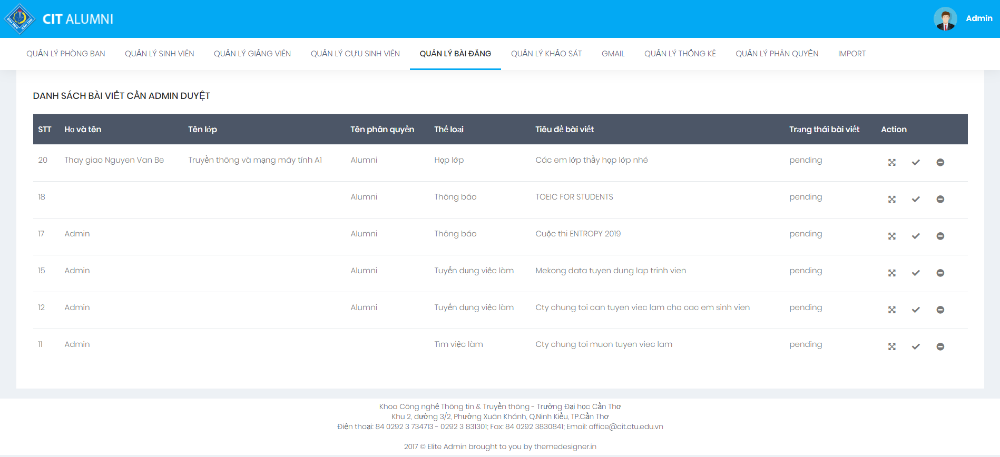 ĐẠI HỌC CẦN THƠ
CIT ALUMNI
Admin
QUẢN LÝ PHÒNG BAN QUẢN LÝ SINH VIÊN QUẢN LÝ GIẢNG VIÊN QUẢN LÝ CỰU SINH VIÊN QUẢN LÝ BÀI ĐĂNG QUẢN LÝ KHẢO SÁT GMAIL QUẢN LÝ THỐNG KÊ QUẢN LÝ PHÂN QUYỀN IMPORT
DANH SÁCH BÀI VIẾT CẦN ADMIN DUYỆT
STT Họ và tên Tên lớp Tên phân quyền Thể loại Tiêu đề bài viết Trạng thái bài viết Action
20 Thay giao Nguyen Van Be Truyền thông và mạng máy tính A1 Alumni Họp lớp Các em lớp thầy họp lớp nhé pending
18 Alumni Thông báo TOEIC FOR STUDENTS pending
17 Admin Alumni Thông báo Cuộc thi ENTROPY 2019 pending
15 Admin Alumni Tuyển dụng việc làm Mekong data tuyen dung lap trinh vien pending
12 Admin Alumni Tuyển dụng việc làm Cty chung toi can tuyen viec lam cho cac em sinh vien pending
11 Admin Tìm việc làm Cty chung toi muon tuyen viec lam pending
Khoa Công nghệ Thông tin & Truyền thông - Trường Đại học Cần Thơ
Khu 2, đường 3/2, Phường Xuân Khánh, Q.Ninh Kiều, TP.Cần Thơ
Điện thoại: 84 0292 3 734713 - 0292 3 831301; Fax: 84 0292 3830841; Email: office@cit.ctu.edu.vn
2017 © Elite Admin brought to you by themedesigner.in